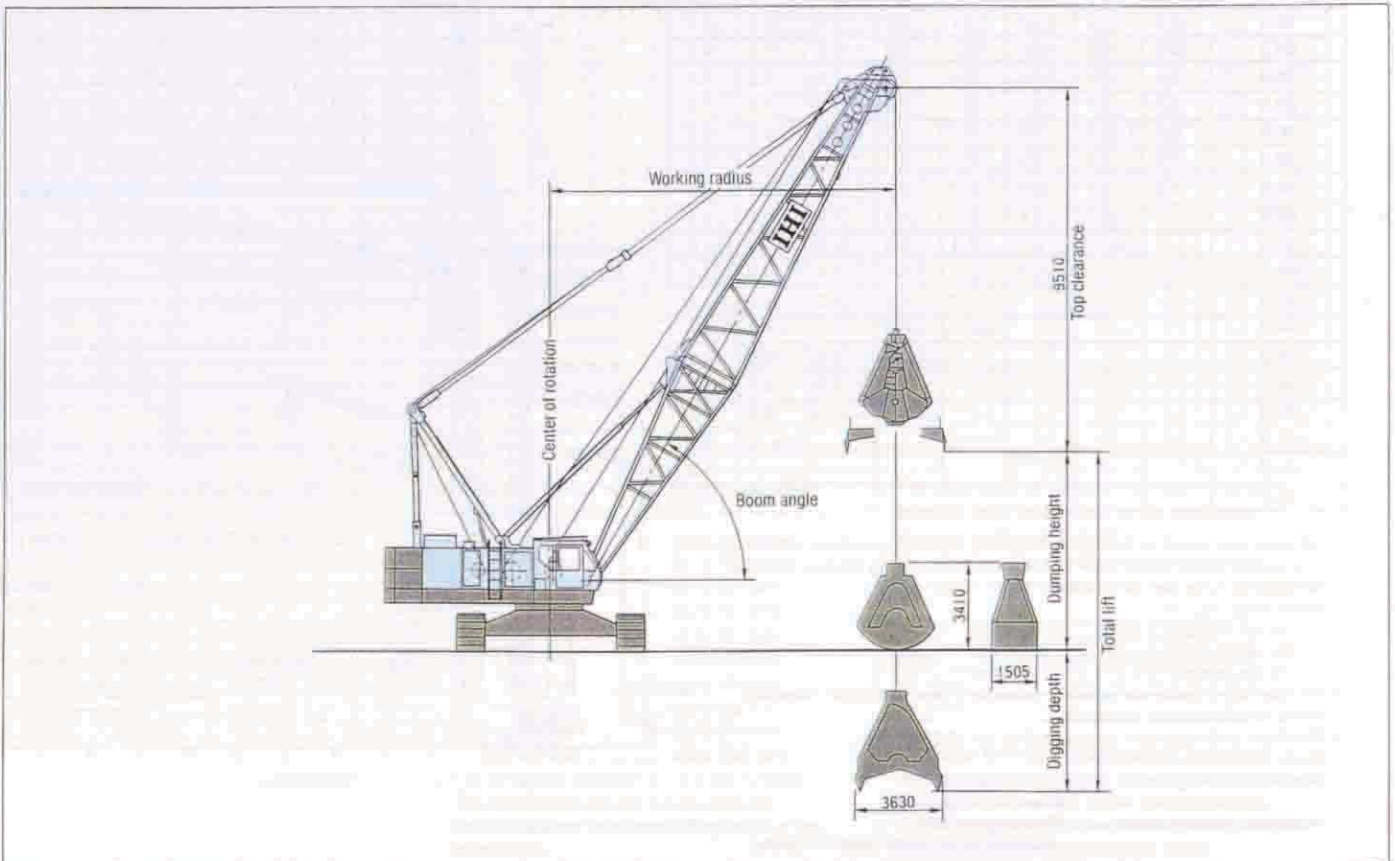 Working radius
Top clearance
IHI
Center of rotation
Boom angle
Dumping height
3410
Total lift
1505
Digging depth
3630